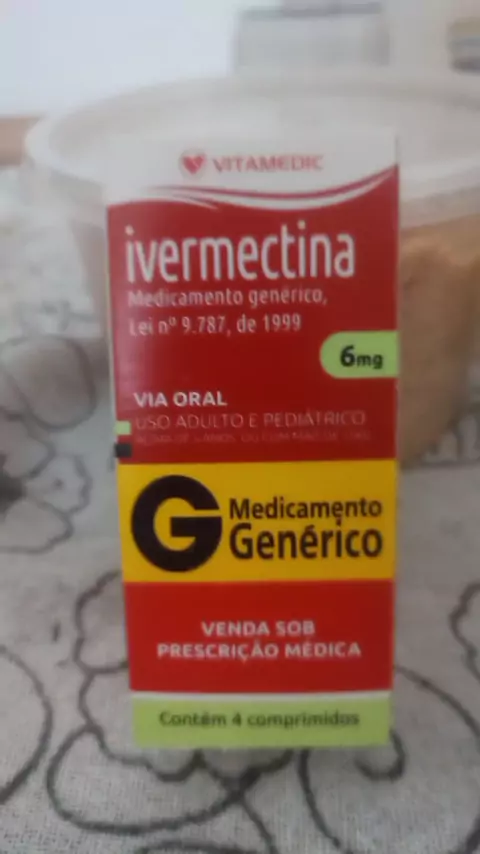 VITAMEDIC
ivermectina
Medicamento genérico,
Lei nº 9.787, de 1999
6mg
VIA ORAL
USO ADULTO E PEDIÁTRICO
G Medicamento
Genérico
VENDA SOB
PRESCRIÇÃO MÉDICA
Contém 4 comprimidos